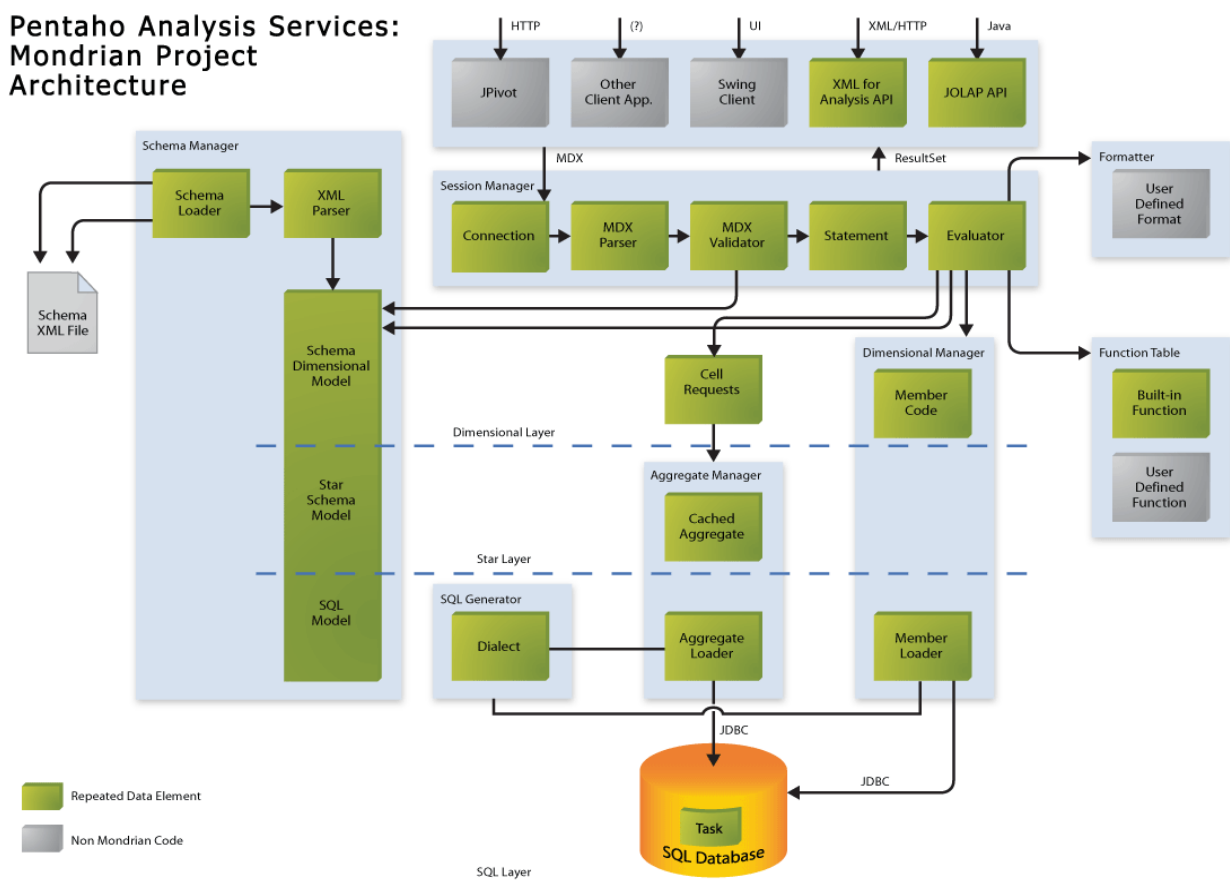 Pentaho Analysis Services:
Mondrian Project
Architecture
HTTP
(?)
UI
XML/HTTP
Java
JPivot
Other
Client App.
Swing
Client
XML for
Analysis API
JOLAP API
MDX
ResultSet
Schema Manager
Schema
Loader
XML
Parser
Schema
XML File
Schema
Dimensional
Model
Star
Schema
Model
SQL
Model
Session Manager
Connection
MDX
Parser
MDX
Validator
Statement
Evaluator
Formatter
User
Defined
Format
Cell
Requests
Dimensional Manager
Member
Code
Function Table
Built-in
Function
User
Defined
Function
Dimensional Layer
Aggregate Manager
Cached
Aggregate
Star Layer
SQL Generator
Dialect
Aggregate
Loader
Member
Loader
JDBC
JDBC
Task
SQL Database
Repeated Data Element
Non Mondrian Code
SQL Layer